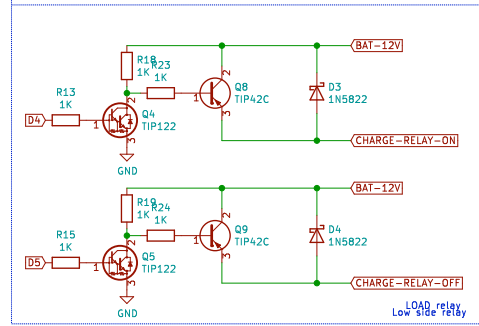 BAT-12V
R18
1K
R23
1K
2
Q8
TIP42C
1
3
D3
1N5822
R13
1K
D4
1
2
Q4
TIP122
3
GND
CHARGE-RELAY-ON
BAT-12V
R19
1K
R24
1K
2
Q9
TIP42C
1
3
D4
1N5822
R15
1K
D5
1
2
Q5
TIP122
3
GND
CHARGE-RELAY-OFF
LOAD relay
Low side relay